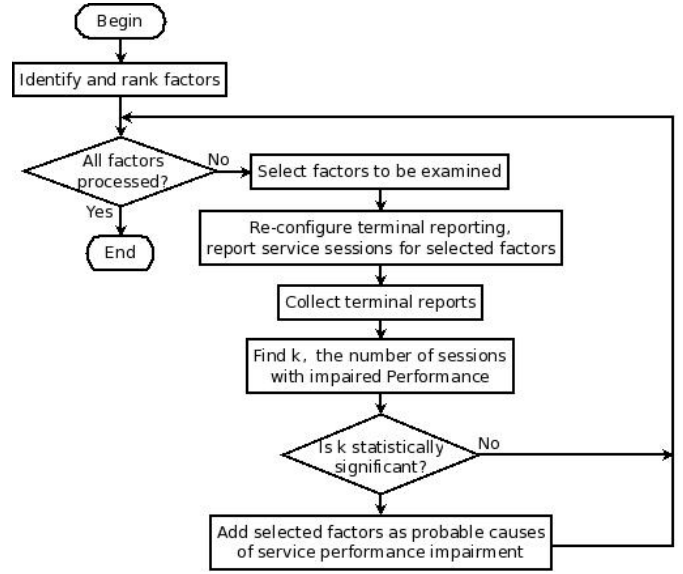 Begin
Identify and rank factors
All factors
processed?
No
Yes
End
Select factors to be examined
Re-configure terminal reporting,
report service sessions for selected factors
Collect terminal reports
Find k, the number of sessions
with impaired Performance
Is k statistically
significant?
No
Add selected factors as probable causes
of service performance impairment